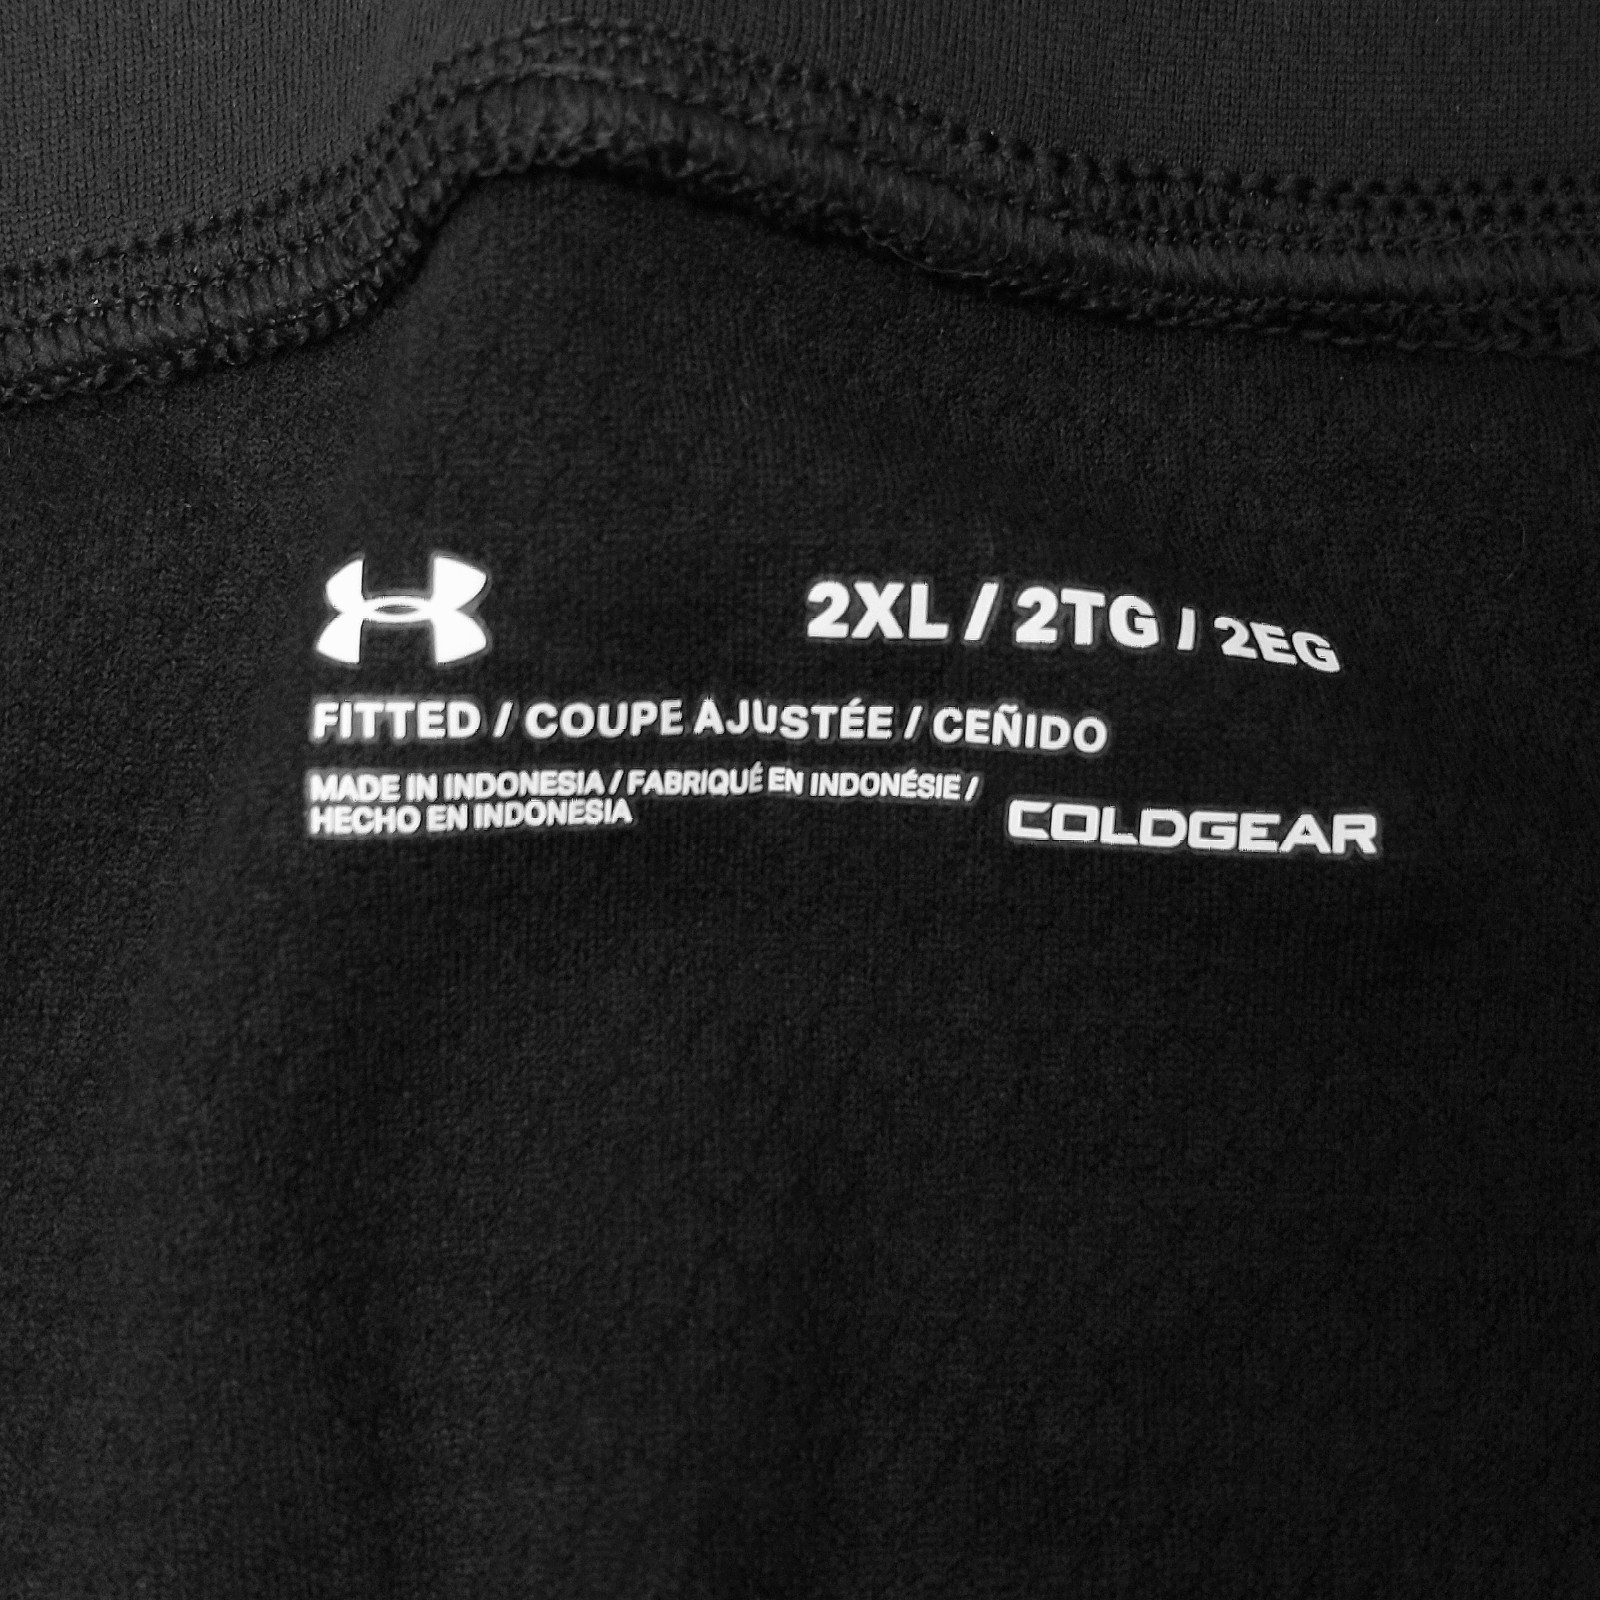 2XL / 2TG / 2EG
FITTED / COUPE AJUSTÉE / CEÑIDO
MADE IN INDONESIA / FABRIQUÉ EN INDONÉSIE /
HECHO EN INDONESIA
COLDGEAR